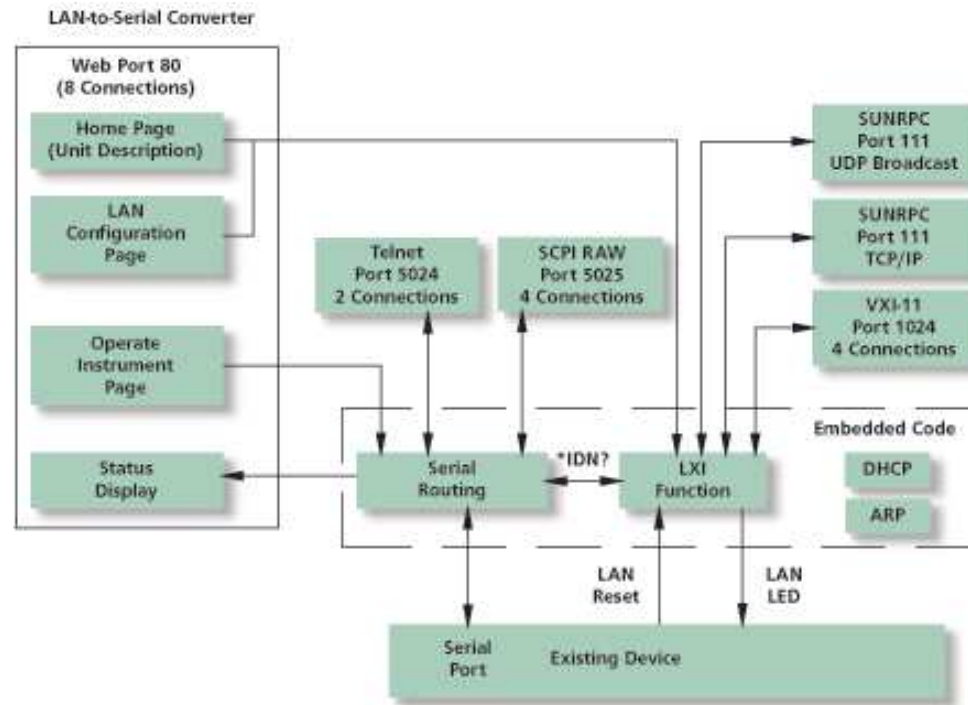 LAN-to-Serial Converter
Web Port 80
(8 Connections)
Home Page
(Unit Description)
LAN
Configuration
Page
Operate
Instrument
Page
Status
Display
Telnet
Port 5024
2 Connections
SCPI RAW
Port 5025
4 Connections
SUNRPC
Port 111
UDP Broadcast
SUNRPC
Port 111
TCP/IP
VXI-11
Port 1024
4 Connections
Embedded Code
Serial
Routing
*IDN?
LXI
Function
DHCP
ARP
LAN
Reset
LAN
LED
Serial
Port
Existing Device